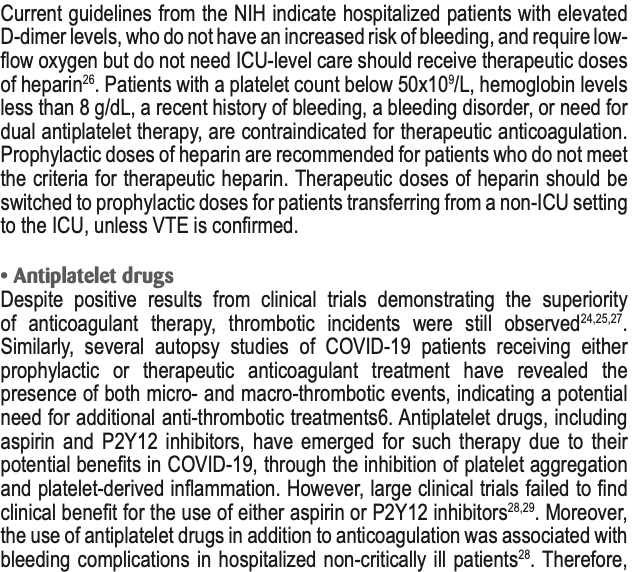 Current guidelines from the NIH indicate hospitalized patients with elevated
D-dimer levels, who do not have an increased risk of bleeding, and require low-
flow oxygen but do not need ICU-level care should receive therapeutic doses
of heparin26. Patients with a platelet count below 50x10⁹/L, hemoglobin levels
less than 8 g/dL, a recent history of bleeding, a bleeding disorder, or need for
dual antiplatelet therapy, are contraindicated for therapeutic anticoagulation.
Prophylactic doses of heparin are recommended for patients who do not meet
the criteria for therapeutic heparin. Therapeutic doses of heparin should be
switched to prophylactic doses for patients transferring from a non-ICU setting
to the ICU, unless VTE is confirmed.
• Antiplatelet drugs
Despite positive results from clinical trials demonstrating the superiority
of anticoagulant therapy, thrombotic incidents were still observed24,25,27.
Similarly, several autopsy studies of COVID-19 patients receiving either
prophylactic or therapeutic anticoagulant treatment have revealed the
presence of both micro- and macro-thrombotic events, indicating a potential
need for additional anti-thrombotic treatments6. Antiplatelet drugs, including
aspirin and P2Y12 inhibitors, have emerged for such therapy due to their
potential benefits in COVID-19, through the inhibition of platelet aggregation
and platelet-derived inflammation. However, large clinical trials failed to find
clinical benefit for the use of either aspirin or P2Y12 inhibitors28,29. Moreover,
the use of antiplatelet drugs in addition to anticoagulation was associated with
bleeding complications in hospitalized non-critically ill patients28. Therefore,